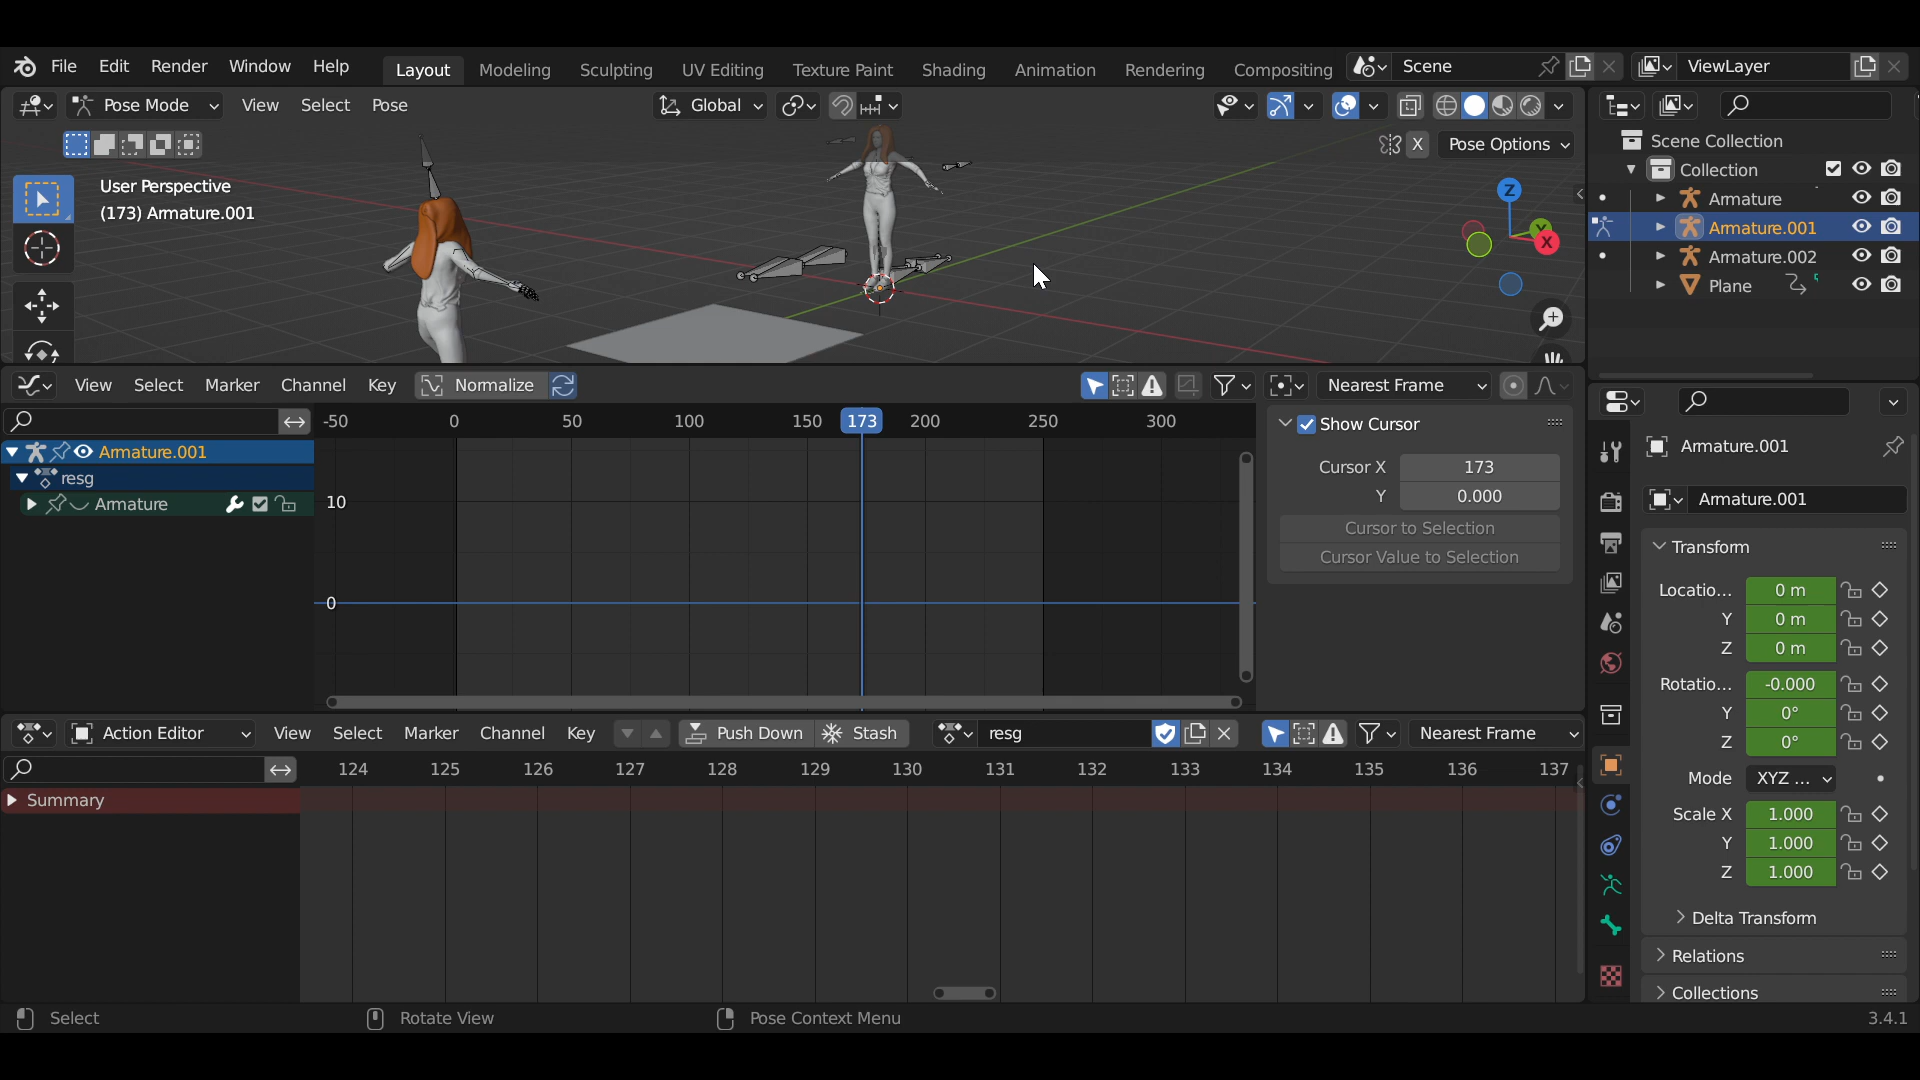 File Edit Render Window Help Layout Modeling Sculpting UV Editing Texture Paint Shading Animation Rendering Compositing Scene ViewLayer
Pose Mode View Select Pose Global
X Pose Options
User Perspective
(173) Armature.001
Z
Y
X
Scene Collection
Collection
Armature
Armature.001
Armature.002
Plane
View Select Marker Channel Key Normalize Nearest Frame
-50 0 50 100 150 173 200 250 300
Armature.001
resg
Armature
10
0
Show Cursor
Cursor X 173
Y 0.000
Cursor to Selection
Cursor Value to Selection
Armature.001
Armature.001
Transform
Locatio... 0 m
Y 0 m
Z 0 m
Rotatio... -0.000
Y 0°
Z 0°
Mode XYZ ...
Scale X 1.000
Y 1.000
Z 1.000
Delta Transform
Relations
Collections
Action Editor View Select Marker Channel Key Push Down Stash resg Nearest Frame
124 125 126 127 128 129 130 131 132 133 134 135 136 137
Summary
Select Rotate View Pose Context Menu 3.4.1